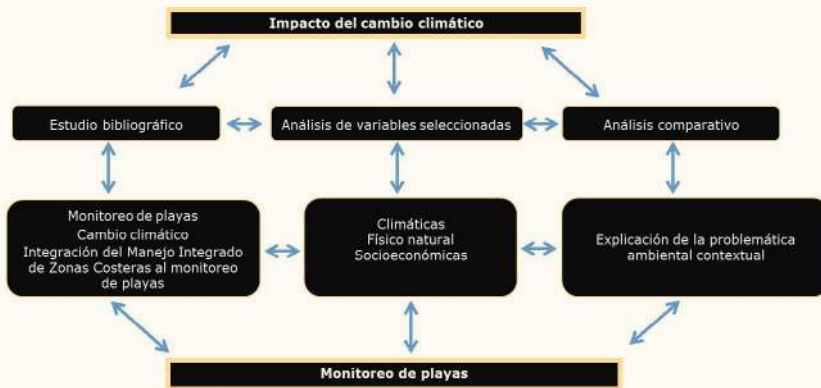 Impacto del cambio climático
Estudio bibliográfico
Análisis de variables seleccionadas
Análisis comparativo
Monitoreo de playas
Cambio climático
Integración del Manejo Integrado
de Zonas Costeras al monitoreo
de playas
Climáticas
Físico natural
Socioeconómicas
Explicación de la problemática
ambiental contextual
Monitoreo de playas